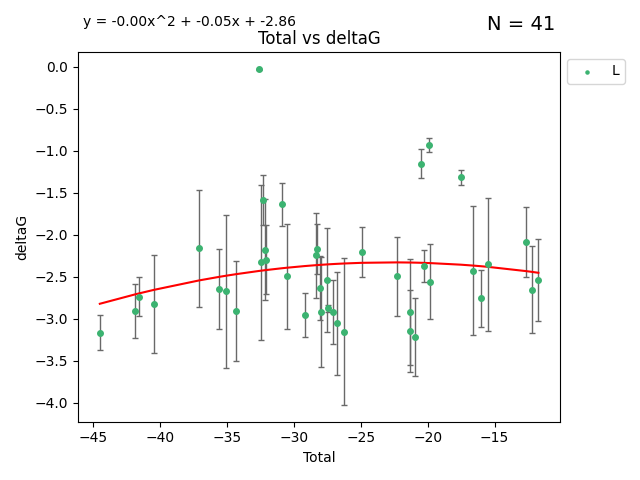 y = -0.00x^2 + -0.05x + -2.86
N = 41
Total vs deltaG
L
0.0
−0.5
−1.0
−1.5
−2.0
−2.5
−3.0
−3.5
−4.0
deltaG
−45
−40
−35
−30
−25
−20
−15
Total